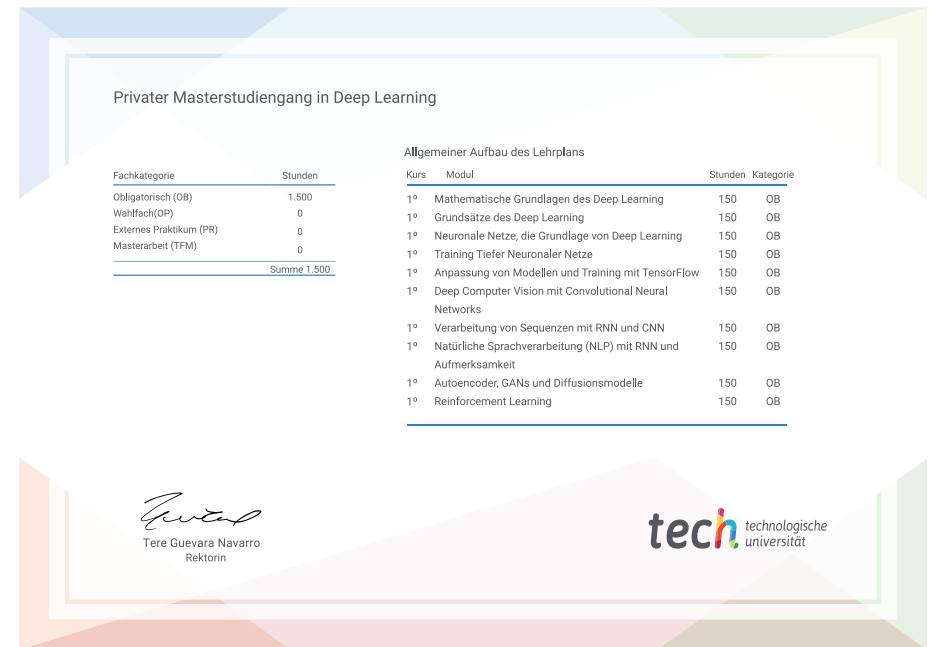 Privater Masterstudiengang in Deep Learning
Fachkategorie Stunden
Obligatorisch (OB) 1.500
Wahlfach(OP) 0
Externes Praktikum (PR) 0
Masterarbeit (TFM) 0
Summe 1.500
Allgemeiner Aufbau des Lehrplans
Kurs Modul Stunden Kategorie
1º Mathematische Grundlagen des Deep Learning 150 OB
1º Grundsätze des Deep Learning 150 OB
1º Neuronale Netze, die Grundlage von Deep Learning 150 OB
1º Training Tiefer Neuronaler Netze 150 OB
1º Anpassung von Modellen und Training mit TensorFlow 150 OB
1º Deep Computer Vision mit Convolutional Neural 150 OB
Networks
1º Verarbeitung von Sequenzen mit RNN und CNN 150 OB
1º Natürliche Sprachverarbeitung (NLP) mit RNN und 150 OB
Aufmerksamkeit
1º Autoencoder, GANs und Diffusionsmodelle 150 OB
1º Reinforcement Learning 150 OB
Tere Guevara Navarro
Rektorin
tech technologische
universität